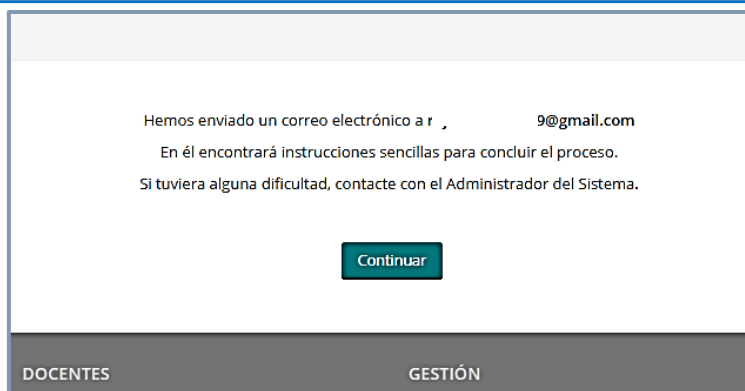 Hemos enviado un correo electrónico a r 9@gmail.com
En él encontrará instrucciones sencillas para concluir el proceso.
Si tuviera alguna dificultad, contacte con el Administrador del Sistema.
Continuar
DOCENTES GESTIÓN